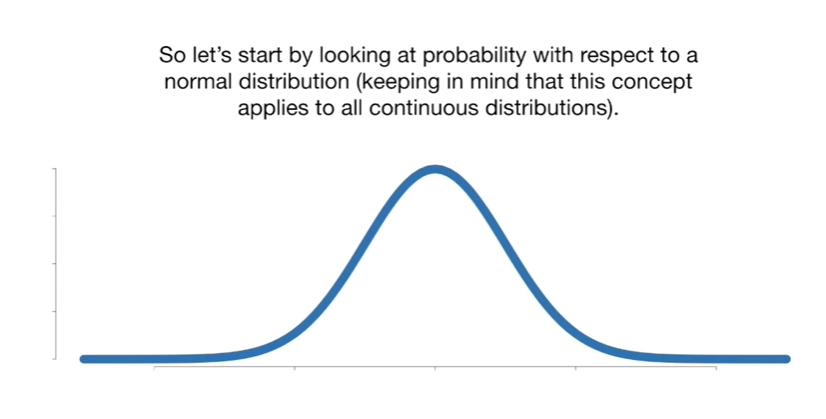 So let’s start by looking at probability with respect to a
normal distribution (keeping in mind that this concept
applies to all continuous distributions).